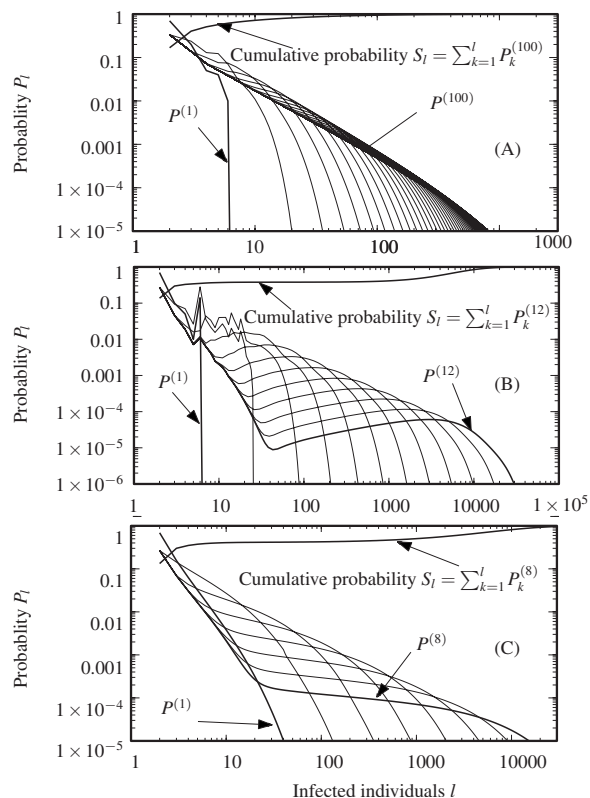 1
Cumulative probability S_l = ∑_{k=1}^{l} P_k^{(100)}
0.1
P^{(1)}
P^{(100)}
0.01
0.001
(A)
1 × 10^{-4}
1 × 10^{-5}
1 10 100 1000
Probablity P_l
1
0.1
Cumulative probability S_l = ∑_{k=1}^{l} P_k^{(12)}
0.01
0.001
P^{(1)}
P^{(12)}
(B)
1 × 10^{-4}
1 × 10^{-5}
1 × 10^{-6}
1 10 100 1000 10000 1 × 10^5
Probablity P_l
1
0.1
Cumulative probability S_l = ∑_{k=1}^{l} P_k^{(8)}
0.01
P^{(8)}
0.001
(C)
P^{(1)}
1 × 10^{-4}
1 × 10^{-5}
1 10 100 1000 10000
Probablity P_l
Infected individuals l